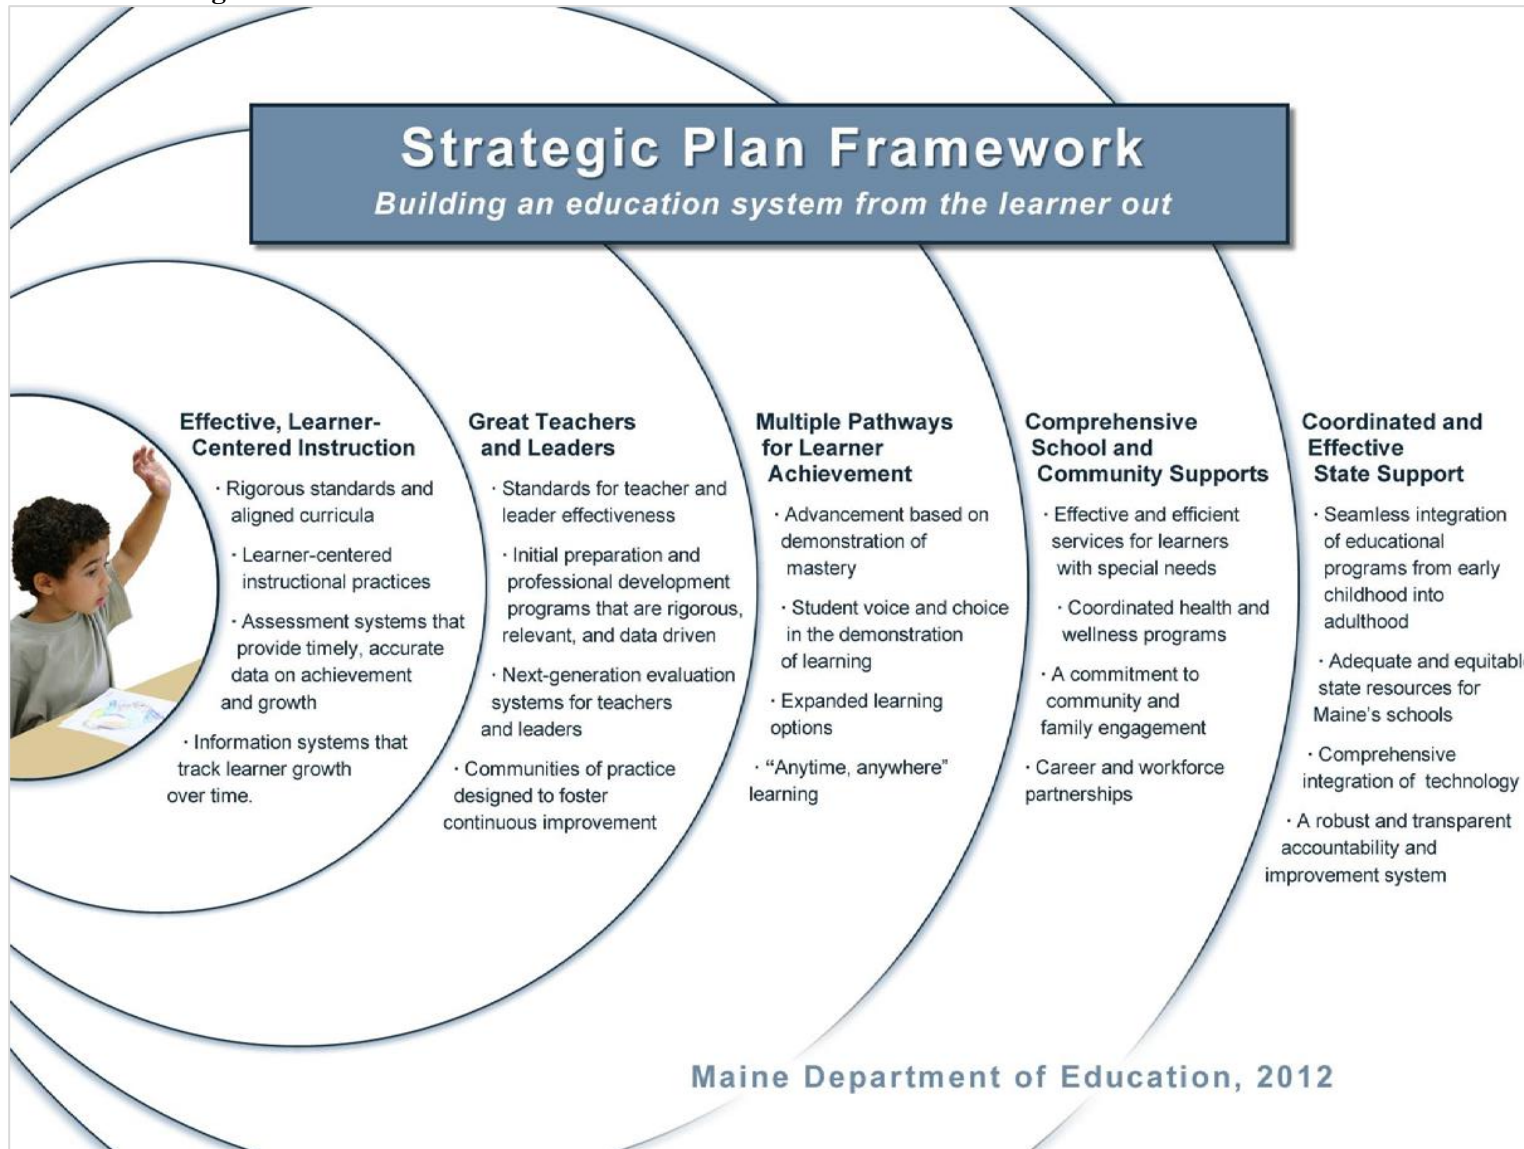 Strategic Plan Framework
Building an education system from the learner out
Effective, Learner-
Centered Instruction
· Rigorous standards and
aligned curricula
· Learner-centered
instructional practices
· Assessment systems that
provide timely, accurate
data on achievement
and growth
· Information systems that
track learner growth
over time.
Great Teachers
and Leaders
· Standards for teacher and
leader effectiveness
· Initial preparation and
professional development
programs that are rigorous,
relevant, and data driven
· Next-generation evaluation
systems for teachers
and leaders
· Communities of practice
designed to foster
continuous improvement
Multiple Pathways
for Learner
Achievement
· Advancement based on
demonstration of
mastery
· Student voice and choice
in the demonstration
of learning
· Expanded learning
options
· “Anytime, anywhere”
learning
Comprehensive
School and
Community Supports
· Effective and efficient
services for learners
with special needs
· Coordinated health and
wellness programs
· A commitment to
community and
family engagement
· Career and workforce
partnerships
Coordinated and
Effective
State Support
· Seamless integration
of educational
programs from early
childhood into
adulthood
· Adequate and equitabl
state resources for
Maine’s schools
· Comprehensive
integration of technology
· A robust and transparent
accountability and
improvement system
Maine Department of Education, 2012